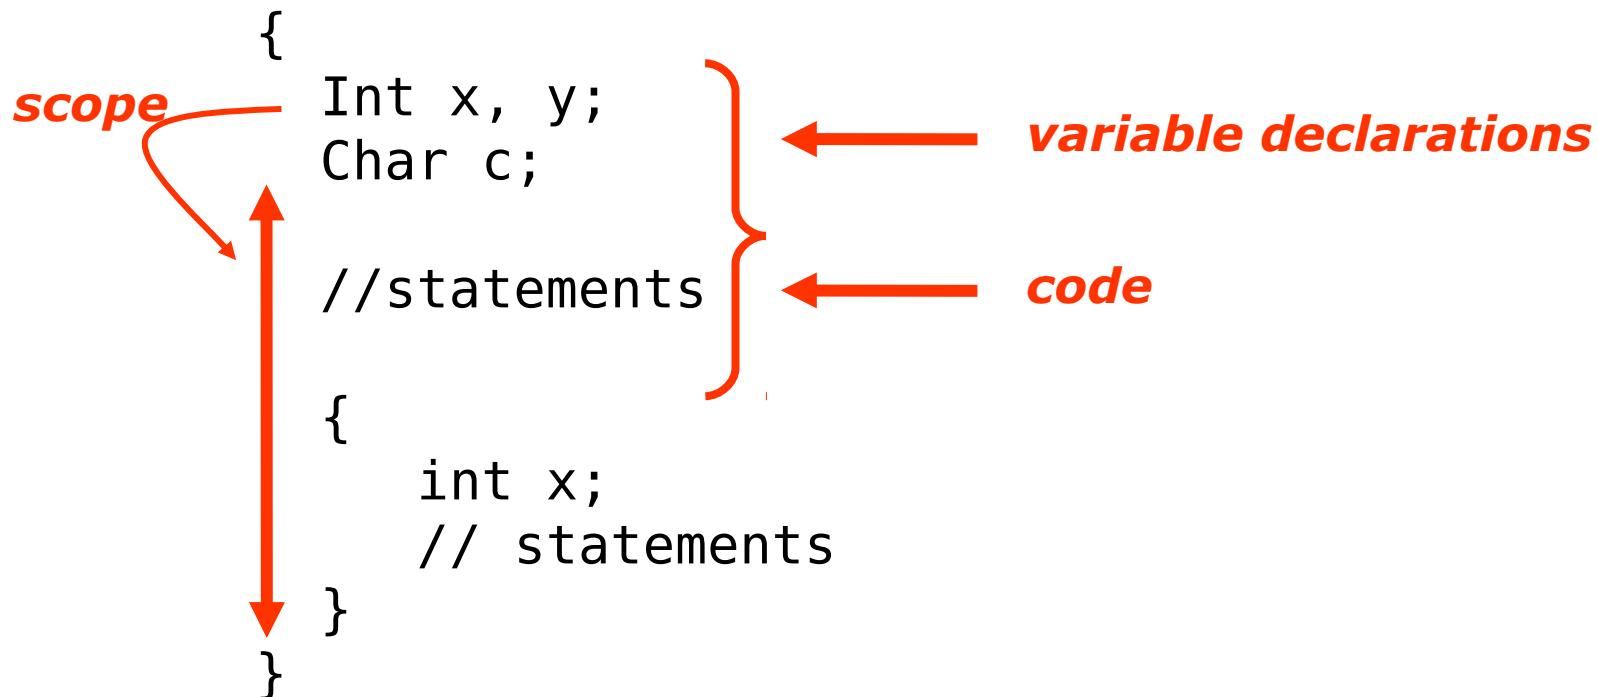 {
scope
Int x, y;
variable declarations
Char c;
//statements
code
{
int x;
// statements
}
}